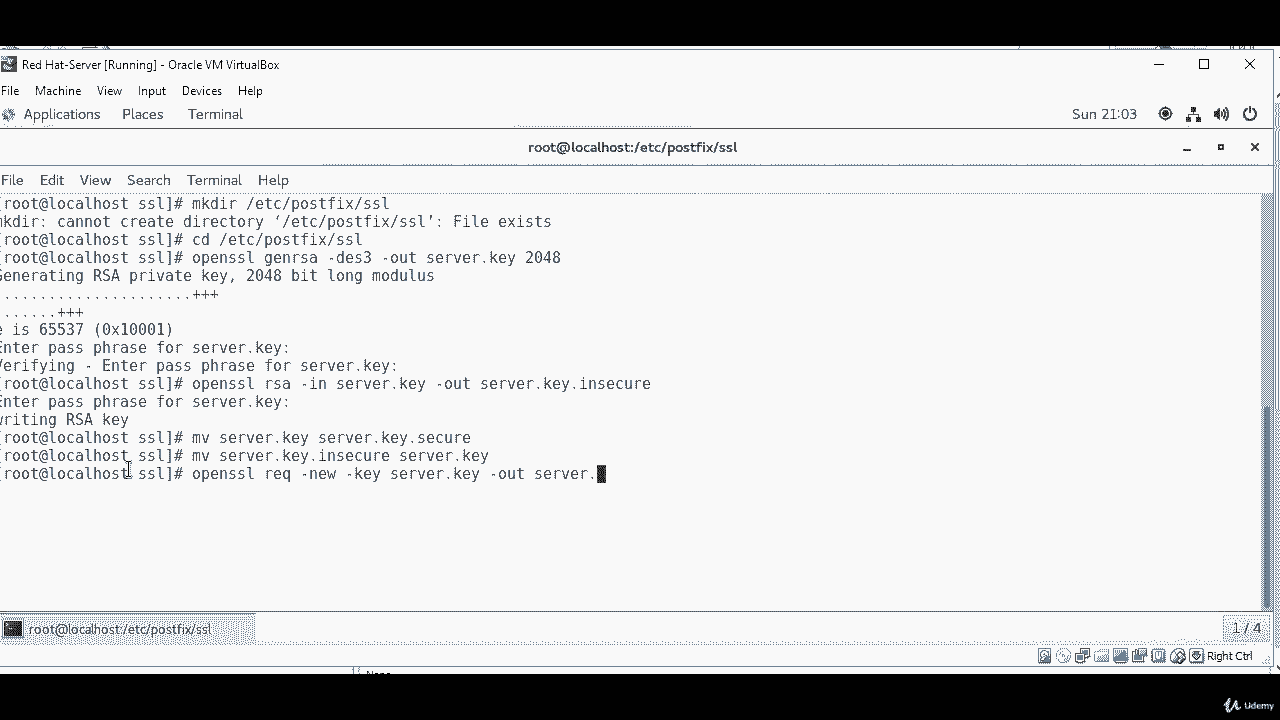 Red Hat-Server [Running] - Oracle VM VirtualBox
File Machine View Input Devices Help
Applications Places Terminal Sun 21:03
root@localhost:/etc/postfix/ssl
File Edit View Search Terminal Help
[root@localhost ssl]# mkdir /etc/postfix/ssl
mkdir: cannot create directory ‘/etc/postfix/ssl’: File exists
[root@localhost ssl]# cd /etc/postfix/ssl
[root@localhost ssl]# openssl genrsa -des3 -out server.key 2048
Generating RSA private key, 2048 bit long modulus
.....................+++
.......+++
e is 65537 (0x10001)
Enter pass phrase for server.key:
Verifying - Enter pass phrase for server.key:
[root@localhost ssl]# openssl rsa -in server.key -out server.key.insecure
Enter pass phrase for server.key:
writing RSA key
[root@localhost ssl]# mv server.key server.key.secure
[root@localhost ssl]# mv server.key.insecure server.key
[root@localhost ssl]# openssl req -new -key server.key -out server.
root@localhost:/etc/postfix/ssl 1 / 4
Right Ctrl
Udemy